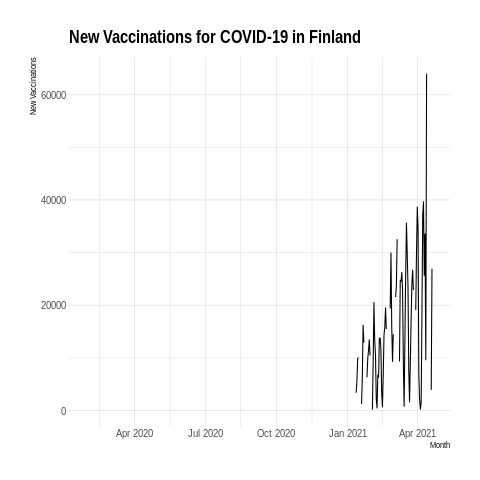 New Vaccinations for COVID-19 in Finland
New Vaccinations
60000
40000
20000
0
Apr 2020 Jul 2020 Oct 2020 Jan 2021 Apr 2021
Month